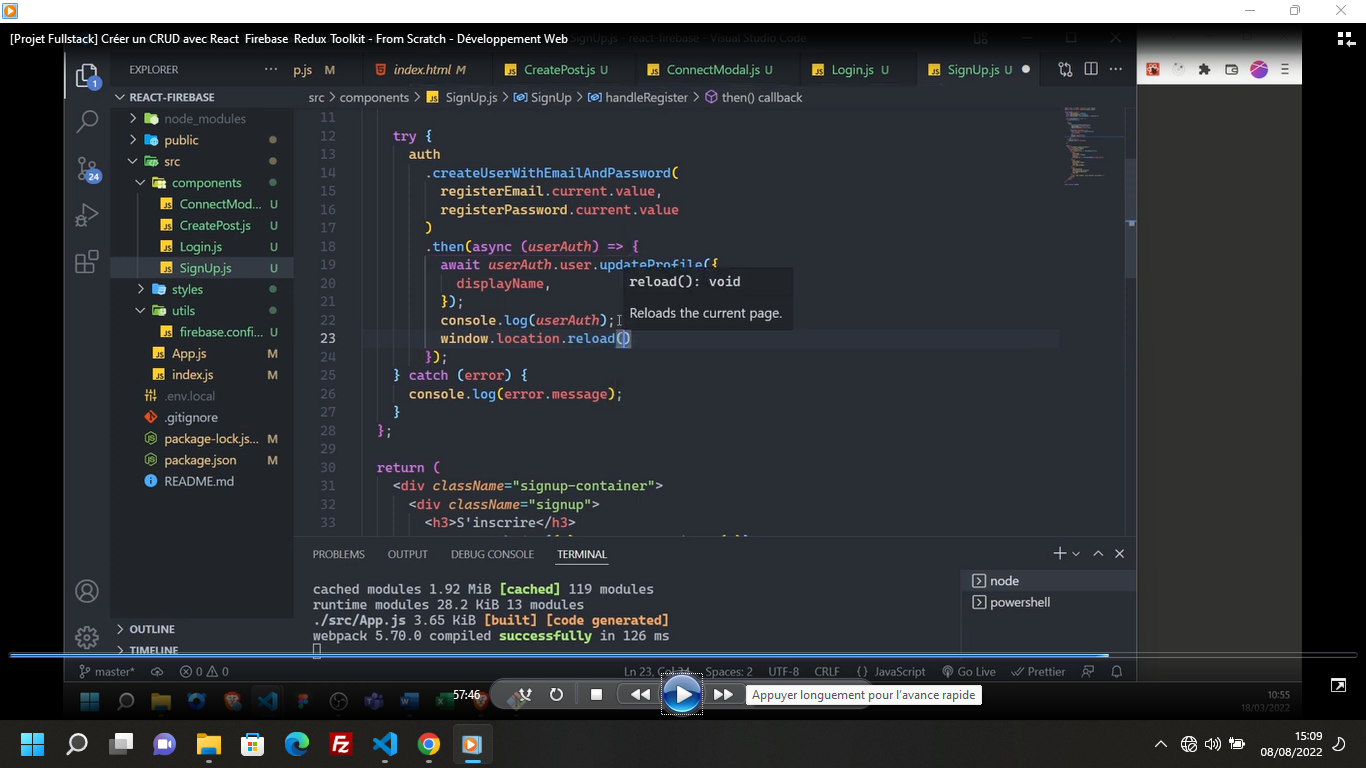 [Projet Fullstack] Créer un CRUD avec React Firebase Redux Toolkit - From Scratch - Développement Web
SignUp.js - react-firebase - Visual Studio Code
EXPLORER
p.js M
index.html M
CreatePost.js U
ConnectModal.js U
Login.js U
SignUp.js U
REACT-FIREBASE
src > components > SignUp.js > SignUp > handleRegister > then() callback
1
24
node_modules
public
src
components
ConnectMod... U
CreatePost.js U
Login.js U
SignUp.js U
styles
utils
firebase.confi... U
App.js M
index.js M
.env.local
.gitignore
package-lock.js... M
package.json M
README.md
OUTLINE
TIMELINE
11
12 try {
13 auth
14 .createUserWithEmailAndPassword(
15 registerEmail.current.value,
16 registerPassword.current.value
17 )
18 .then(async (userAuth) => {
19 await userAuth.user.updateProfile({
20 displayName,
21 });
22 console.log(userAuth);
23 window.location.reload()
24 });
25 } catch (error) {
26 console.log(error.message);
27 }
28 };
29
30 return (
31 <div className="signup-container">
32 <div className="signup">
33 <h3>S'inscrire</h3>
reload(): void
Reloads the current page.
PROBLEMS OUTPUT DEBUG CONSOLE TERMINAL
cached modules 1.92 MiB [cached] 119 modules
runtime modules 28.2 KiB 13 modules
./src/App.js 3.65 KiB [built] [code generated]
webpack 5.70.0 compiled successfully in 126 ms
node
powershell
master* 0 0 Ln 23, Col 24 Spaces: 2 UTF-8 CRLF {} JavaScript Go Live Prettier
57:46
Appuyer longuement pour l'avance rapide
10:55
18/03/2022
15:09
08/08/2022